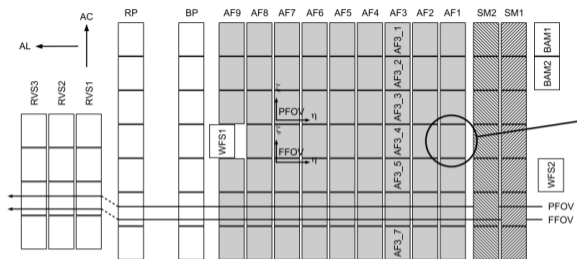 AC
AL
RP
BP
AF9
AF8
AF7
AF6
AF5
AF4
AF3
AF2
AF1
SM2
SM1
RVS3
RVS2
RVS1
AF3_1
AF3_2
AF3_3
AF3_4
AF3_5
AF3_7
BAM1
BAM2
WFS1
WFS2
PFOV
η
FFOV
η
PFOV
FFOV